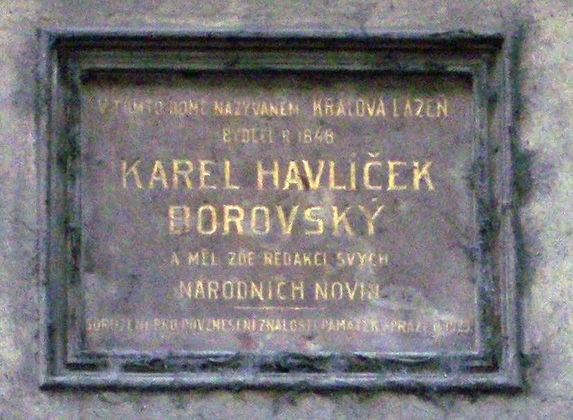 V TOMTO DOMĚ NAZÝVANÉM KRÁLOVA LÁZEŇ
BYDLEL R. 1848
KAREL HAVLÍČEK
BOROVSKÝ
A MĚL ZDE REDAKCI SVÝCH
NÁRODNÍCH NOVIN
SDRUŽENÍ PRO POVZNESENÍ ZNALOSTI PAMÁTEK V PRAZE